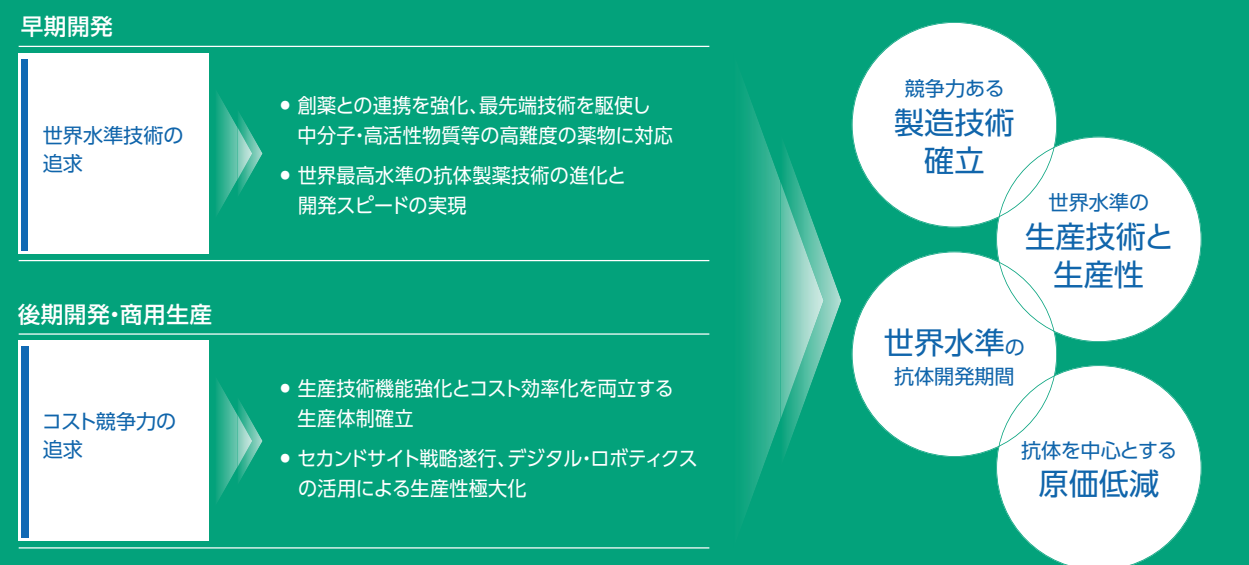 早期開発
世界水準技術の
追求
● 創薬との連携を強化、最先端技術を駆使し
中分子・高活性物質等の高難度の薬物に対応
● 世界最高水準の抗体製薬技術の進化と
開発スピードの実現
後期開発・商用生産
コスト競争力の
追求
● 生産技術機能強化とコスト効率化を両立する
生産体制確立
● セカンドサイト戦略遂行、デジタル・ロボティクス
の活用による生産性極大化
競争力ある
製造技術
確立
世界水準の
生産技術と
生産性
世界水準の
抗体開発期間
抗体を中心とする
原価低減